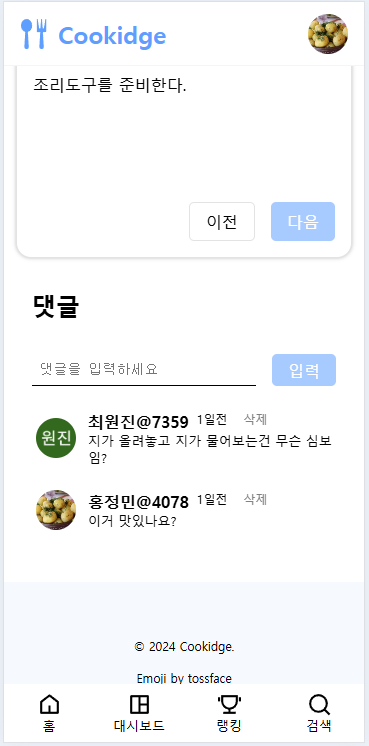 Cookidge
조리도구를 준비한다.
이전
다음
댓글
댓글을 입력하세요
입력
원진
최원진@7359 1일전 삭제
지가 올려놓고 지가 물어보는건 무슨 심보
임?
홍정민@4078 1일전 삭제
이거 맛있나요?
© 2024 Cookidge.
Emoji by tossface
홈
대시보드
랭킹
검색